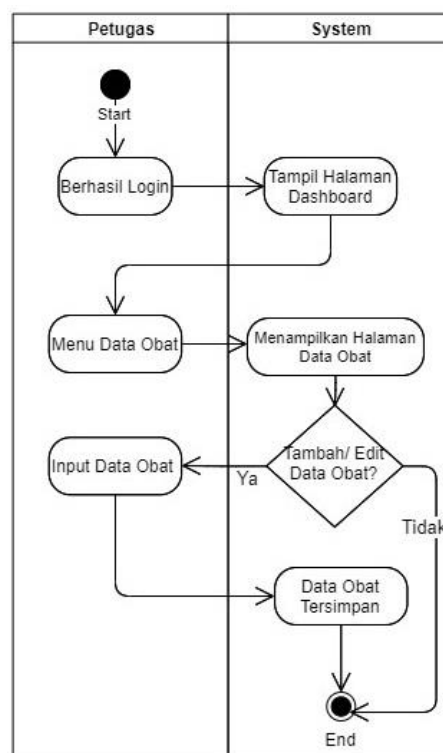 Petugas
System
Start
Berhasil Login
Tampil Halaman
Dashboard
Menu Data Obat
Menampilkan Halaman
Data Obat
Tambah/ Edit
Data Obat?
Ya
Input Data Obat
Tidak
Data Obat
Tersimpan
End